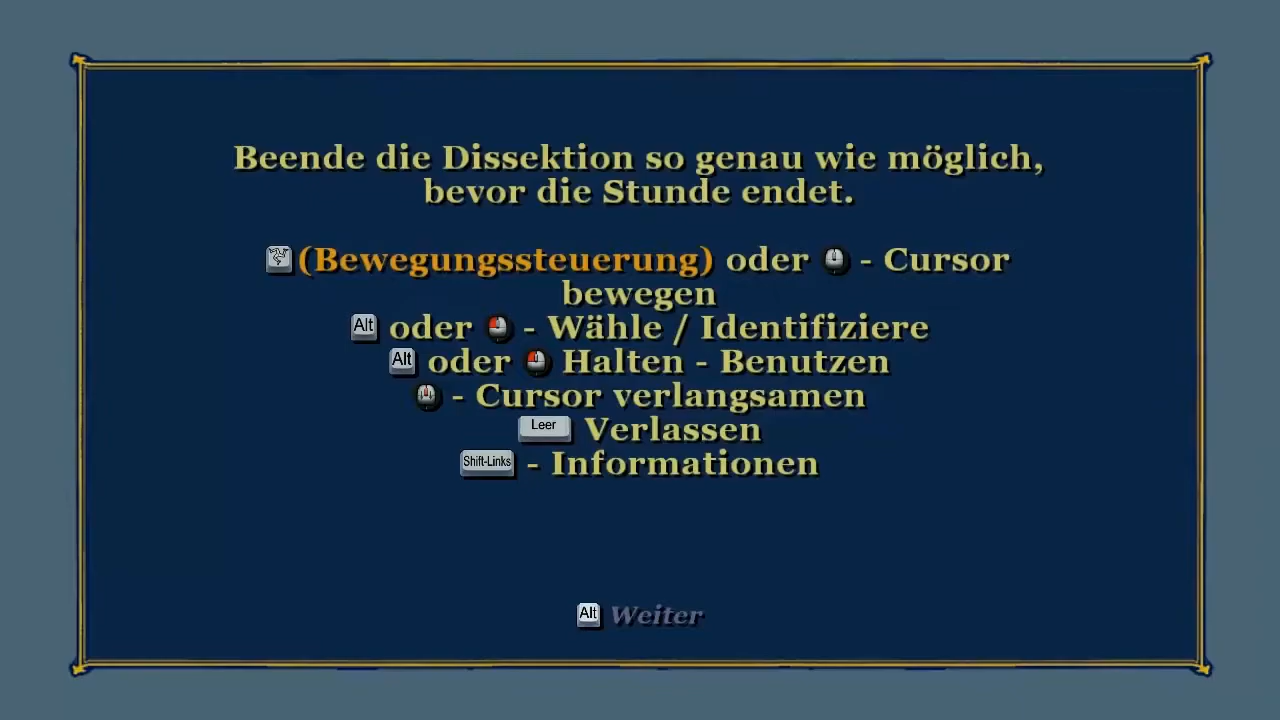 Beende die Dissektion so genau wie möglich,
bevor die Stunde endet.
(Bewegungssteuerung) oder - Cursor
bewegen
Alt oder - Wähle / Identifiziere
Alt oder Halten - Benutzen
- Cursor verlangsamen
Leer Verlassen
Shift-Links - Informationen
Alt Weiter